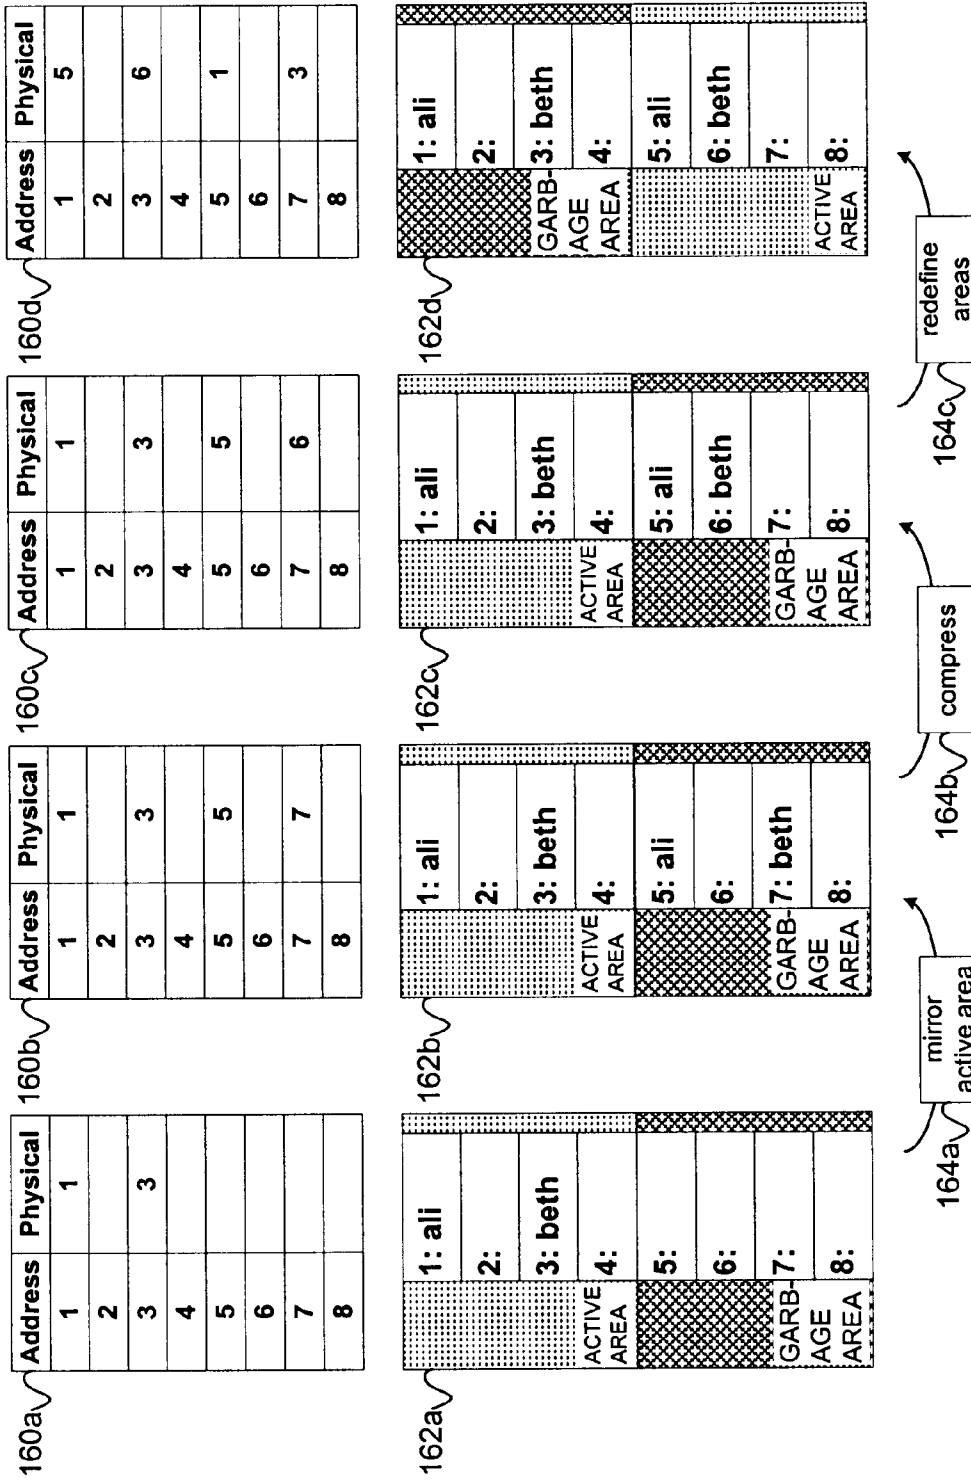 160a
Address Physical
1 1
2
3 3
4
5
6
7
8
160b
Address Physical
1 1
2
3 3
4
5 5
6
7 7
8
160c
Address Physical
1 1
2
3 3
4
5 5
6
7 6
8
160d
Address Physical
1 5
2
3 6
4
5 1
6
7 3
8
162a
1: ali
2:
3: beth
ACTIVE AREA
4:
5:
6:
GARB-AGE AREA
7:
8:
162b
1: ali
2:
3: beth
ACTIVE AREA
4:
5: ali
6:
GARB-AGE AREA
7: beth
8:
162c
1: ali
2:
3: beth
ACTIVE AREA
4:
5: ali
6: beth
GARB-AGE AREA
7:
8:
162d
1: ali
2:
GARB-AGE AREA
3: beth
4:
5: ali
6: beth
7:
ACTIVE AREA
8:
164a
mirror
active area
164b
compress
164c
redefine
areas